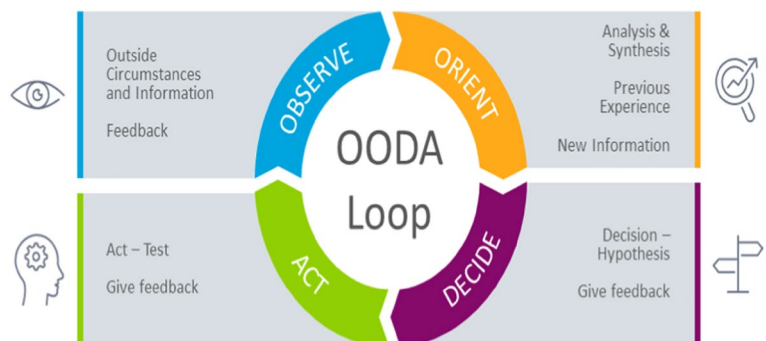 Outside
Circumstances
and Information
Feedback
OBSERVE
ORIENT
Analysis &
Synthesis
Previous
Experience
New Information
OODA
Loop
Act – Test
Give feedback
ACT
DECIDE
Decision –
Hypothesis
Give feedback